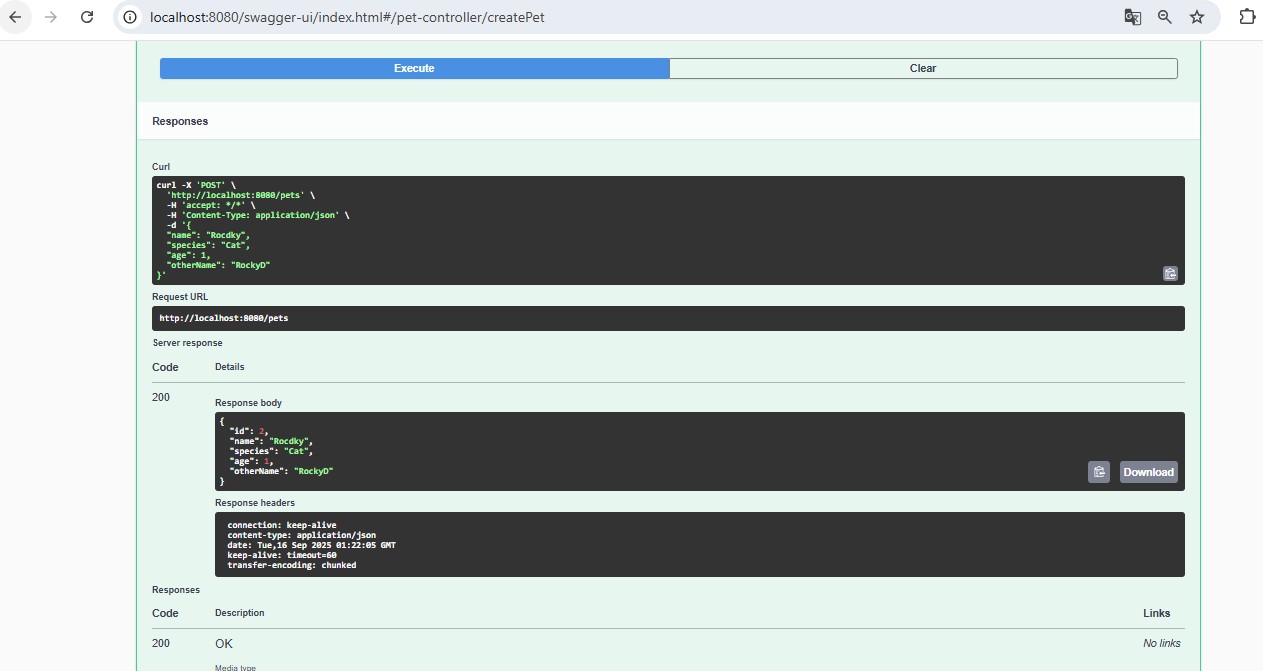 localhost:8080/swagger-ui/index.html#/pet-controller/createPet
Execute
Clear
Responses
Curl
curl -X 'POST' \
'http://localhost:8080/pets' \
-H 'accept: */*' \
-H 'Content-Type: application/json' \
-d '{
"name": "Rocdky",
"species": "Cat",
"age": 1,
"otherName": "RockyD"
}'
Request URL
http://localhost:8080/pets
Server response
Code Details
200
Response body
{
"id": 2,
"name": "Rocdky",
"species": "Cat",
"age": 1,
"otherName": "RockyD"
}
Download
Response headers
connection: keep-alive
content-type: application/json
date: Tue,16 Sep 2025 01:22:05 GMT
keep-alive: timeout=60
transfer-encoding: chunked
Responses
Code Description Links
200 OK No links
Media type